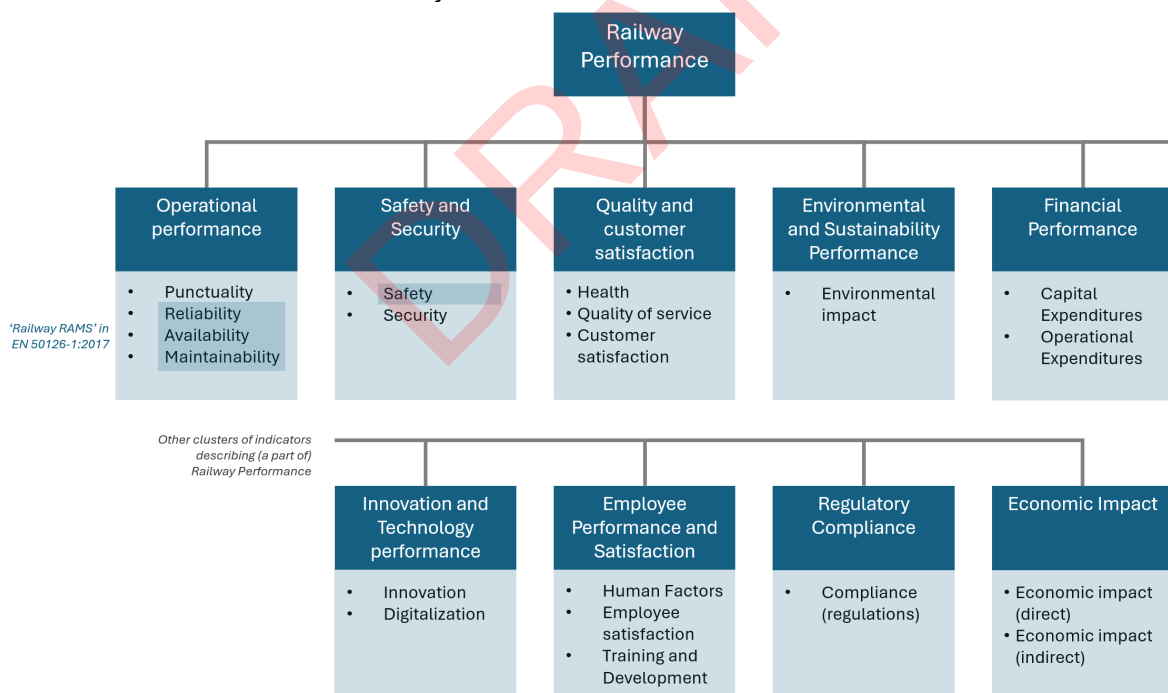 Railway
Performance
Operational
performance
• Punctuality
• Reliability
• Availability
• Maintainability
Safety and
Security
• Safety
• Security
Quality and
customer
satisfaction
• Health
• Quality of service
• Customer
satisfaction
Environmental
and Sustainability
Performance
• Environmental
impact
Financial
Performance
• Capital
Expenditures
• Operational
Expenditures
'Railway RAMS' in
EN 50126-1:2017
Other clusters of indicators
describing (a part of)
Railway Performance
Innovation and
Technology
performance
• Innovation
• Digitalization
Employee
Performance and
Satisfaction
• Human Factors
• Employee
satisfaction
• Training and
Development
Regulatory
Compliance
• Compliance
(regulations)
Economic Impact
• Economic impact
(direct)
• Economic impact
(indirect)